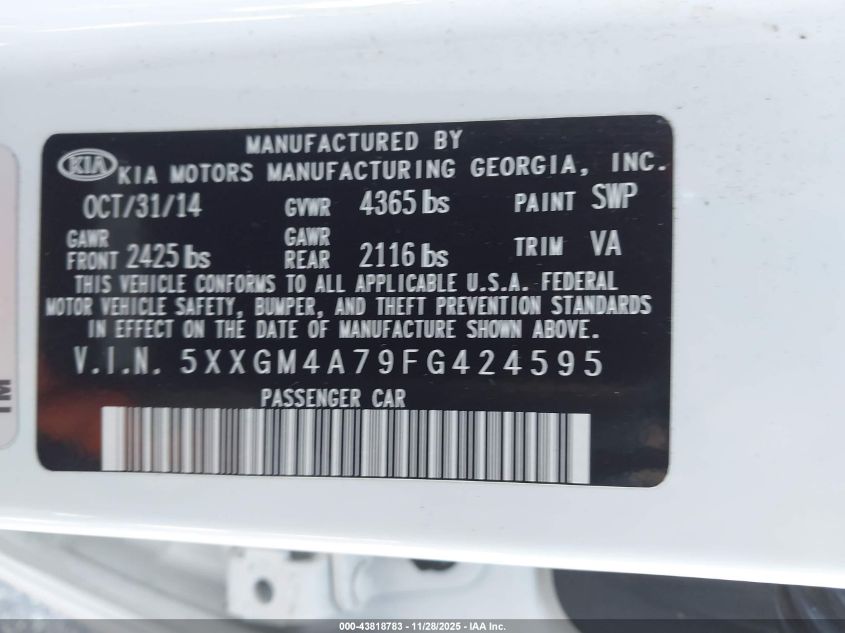 MANUFACTURED BY
KIA KIA MOTORS MANUFACTURING GEORGIA, INC.
OCT/31/14 GVWR 4365 lbs PAINT SWP
GAWR FRONT 2425 lbs GAWR REAR 2116 lbs TRIM VA
THIS VEHICLE CONFORMS TO ALL APPLICABLE U.S.A. FEDERAL
MOTOR VEHICLE SAFETY, BUMPER, AND THEFT PREVENTION STANDARDS
IN EFFECT ON THE DATE OF MANUFACTURE SHOWN ABOVE.
V.I.N. 5XXGM4A79FG424595
PASSENGER CAR
TM
000-43818783 - 11/28/2025 - IAA Inc.